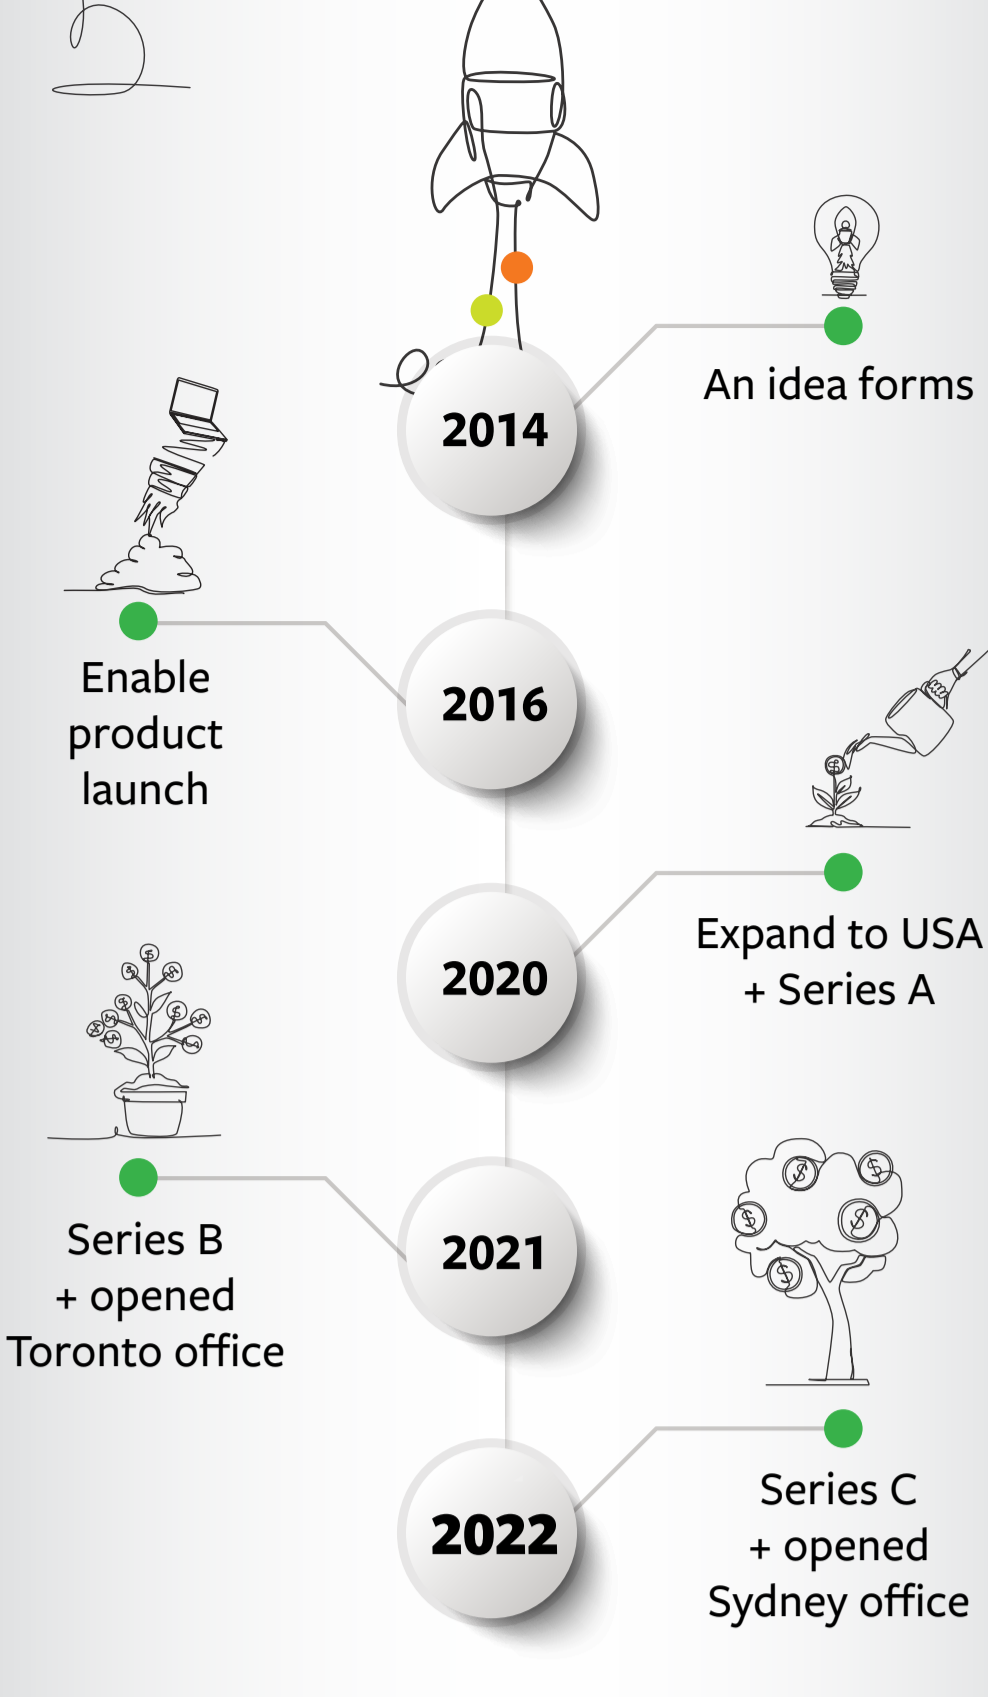 2014
An idea forms
2016
Enable
product
launch
2020
Expand to USA
+ Series A
2021
Series B
+ opened
Toronto office
2022
Series C
+ opened
Sydney office